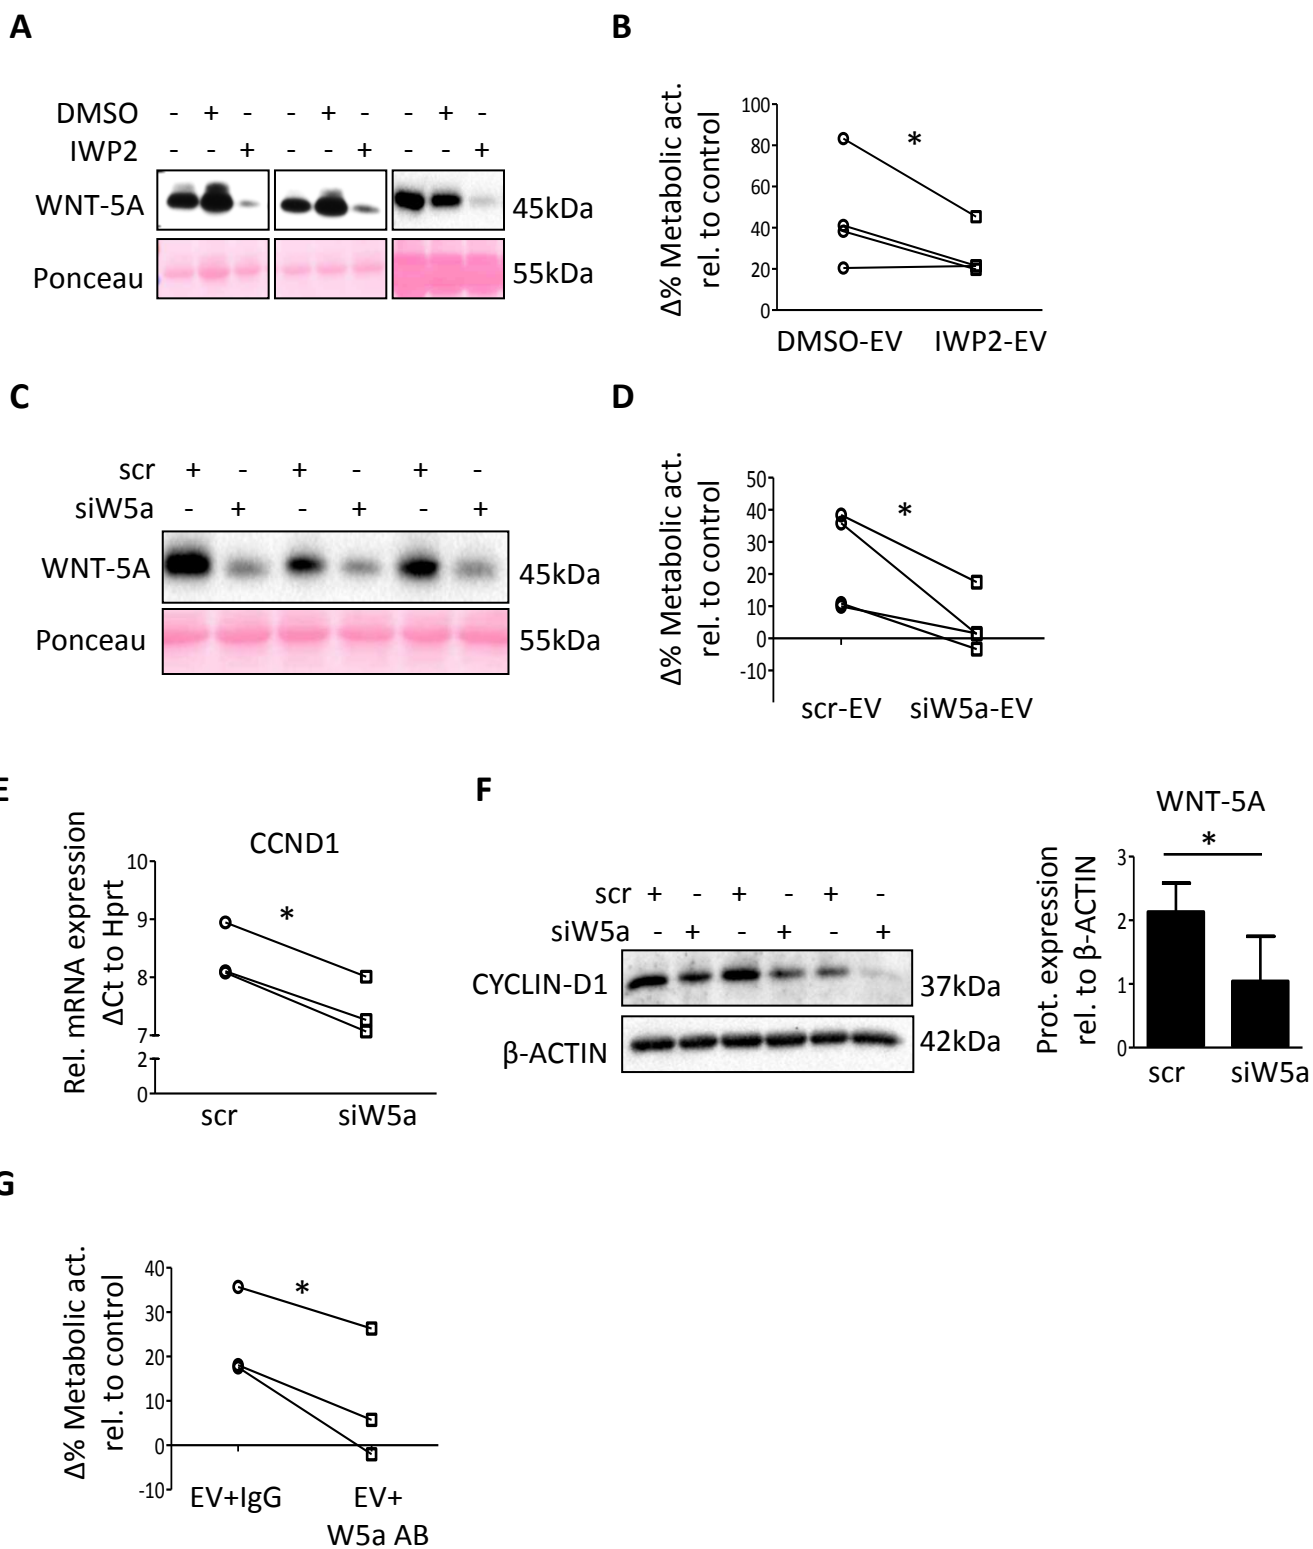 A
DMSO - + - - + - - + -
IWP2 - - + - - + - - +
WNT-5A 45kDa
Ponceau 55kDa
B
Δ% Metabolic act.
rel. to control
100
80
60
40
20
0
*
DMSO-EV IWP2-EV
C
scr + - + - + -
siW5a - + - + - +
WNT-5A 45kDa
Ponceau 55kDa
D
Δ% Metabolic act.
rel. to control
50
40
30
20
10
0
-10
*
scr-EV siW5a-EV
E
CCND1
Rel. mRNA expression
ΔCt to Hprt
10
9
8
7
2
0
*
scr siW5a
F
scr + - + - + -
siW5a - + - + - +
CYCLIN-D1 37kDa
β-ACTIN 42kDa
WNT-5A
*
Prot. expression
rel. to β-ACTIN
3
2
1
0
scr siW5a
G
Δ% Metabolic act.
rel. to control
40
30
20
10
0
-10
*
EV+IgG EV+
W5a AB